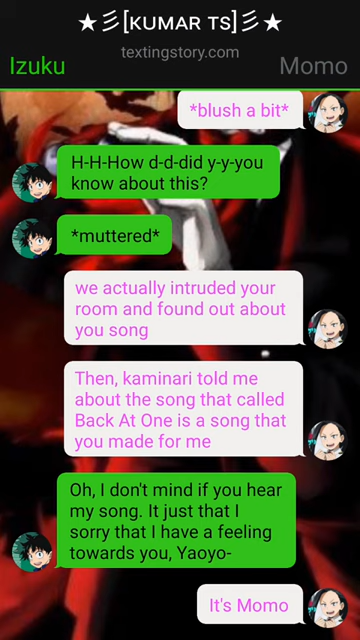 ★彡[ᴋᴜᴍᴀʀ ᴛs]彡★
textingstory.com
Izuku
Momo
*blush a bit*
H-H-How d-d-did y-y-you
know about this?
*muttered*
we actually intruded your
room and found out about
you song
Then, kaminari told me
about the song that called
Back At One is a song that
you made for me
Oh, I don't mind if you hear
my song. It just that I
sorry that I have a feeling
towards you, Yaoyo-
It's Momo